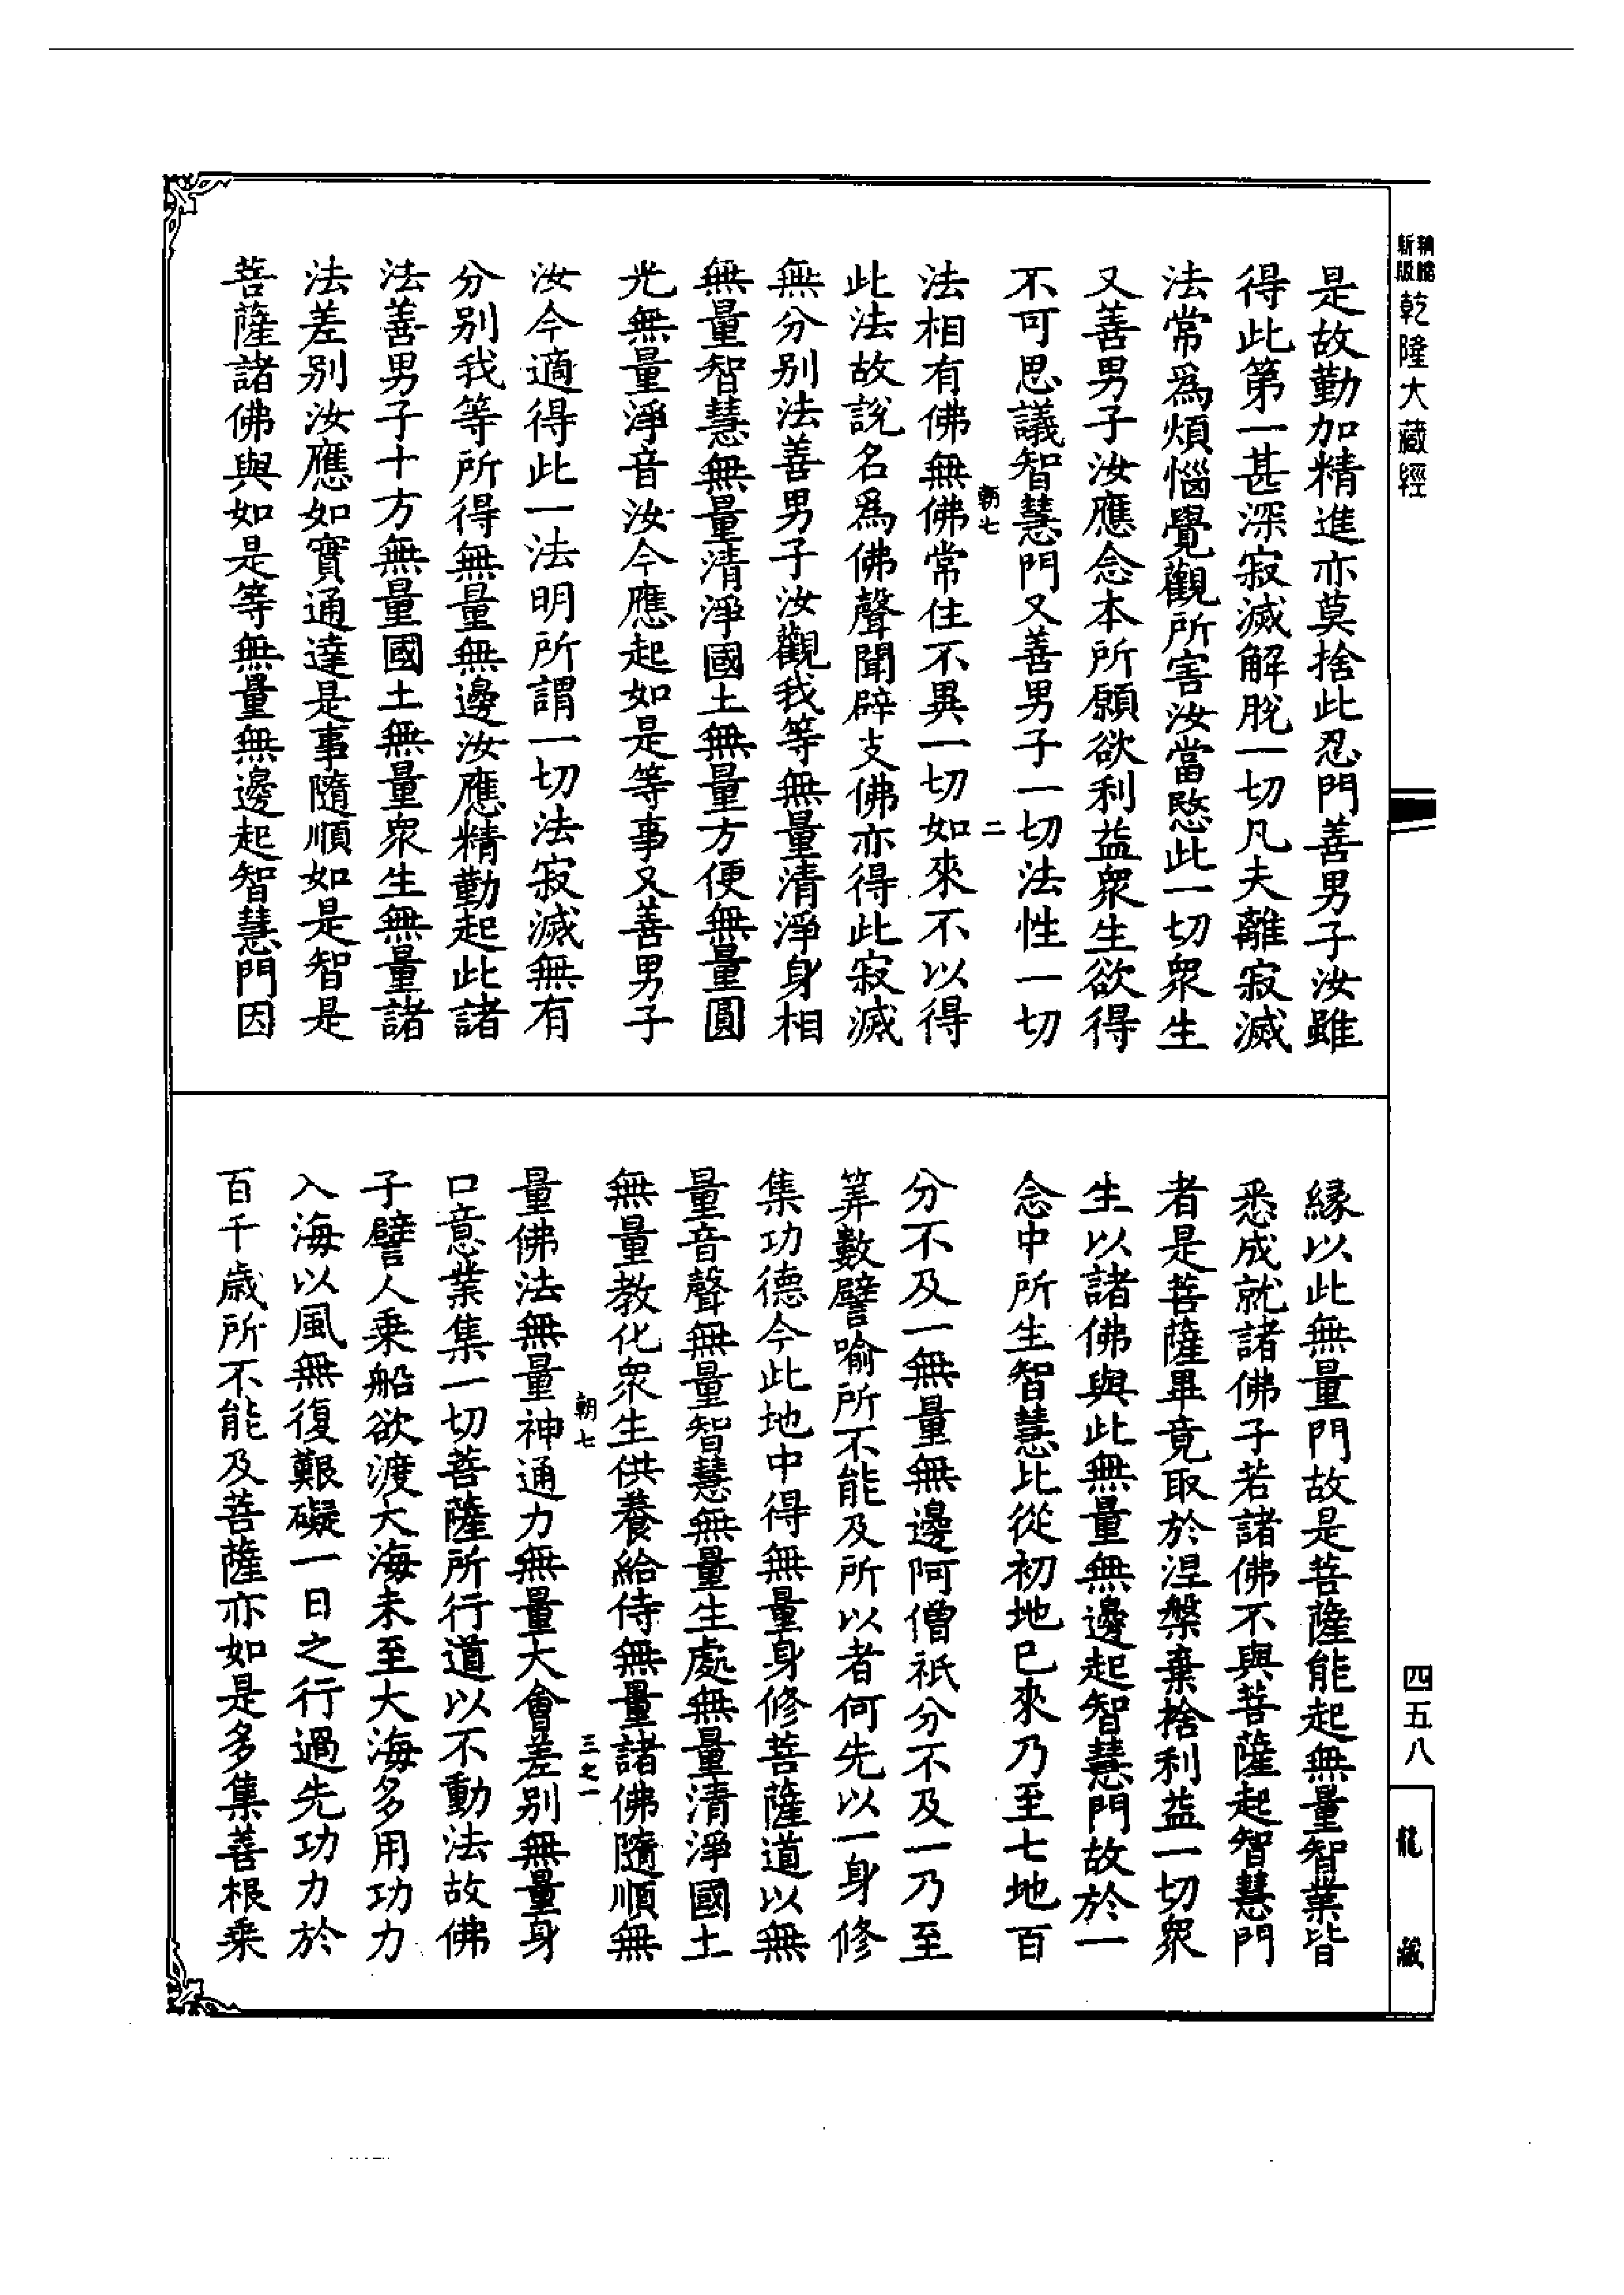 新版精縮乾隆大藏經
是故勤加精進亦莫捨此忍門善男子汝雖
得此第一甚深寂滅解脫一切凡夫離寂滅
法常爲煩惱覺觀所害汝當愍此一切眾生
又善男子汝應念本所願欲利益眾生欲得
不可思議智慧門又善男子一切法性一切
朝七
二
法相有佛無佛常住不異一切如來不以得
此法故說名爲佛聲聞辟支佛亦得此寂滅
無分別法善男子汝觀我等無量清淨身相
無量智慧無量清淨國土無量方便無量圓
光無量淨音汝今應起如是等事又善男子
汝今適得此一法明所謂一切法寂滅無有
分別我等所得無量無邊汝應精勤起此諸
法善男子十方無量國土無量眾生無量諸
法差別汝應如實通達是事隨順如是智是
菩薩諸佛與如是等無量無邊起智慧門因
緣以此無量門故是菩薩能起無量智業皆
悉成就諸佛子若諸佛不與菩薩起智慧門
者是菩薩畢竟取於涅槃棄捨利益一切眾
生以諸佛與此無量無邊起智慧門故於一
念中所生智慧比從初地已來乃至七地百
分不及一無量無邊阿僧祇分不及一乃至
筭數譬喻所不能及所以者何先以一身修
集功德今此地中得無量身修菩薩道以無
量音聲無量智慧無量生處無量清淨國土
無量教化眾生供養給侍無量諸佛隨順無
朝七
三之一
量佛法無量神通力無量大會差別無量身
口意業集一切菩薩所行道以不動法故佛
子譬人乘船欲渡大海未至大海多用功力
入海以風無復艱礙一日之行過先功力於
百千歲所不能及菩薩亦如是多集善根乘
四五八
龍藏